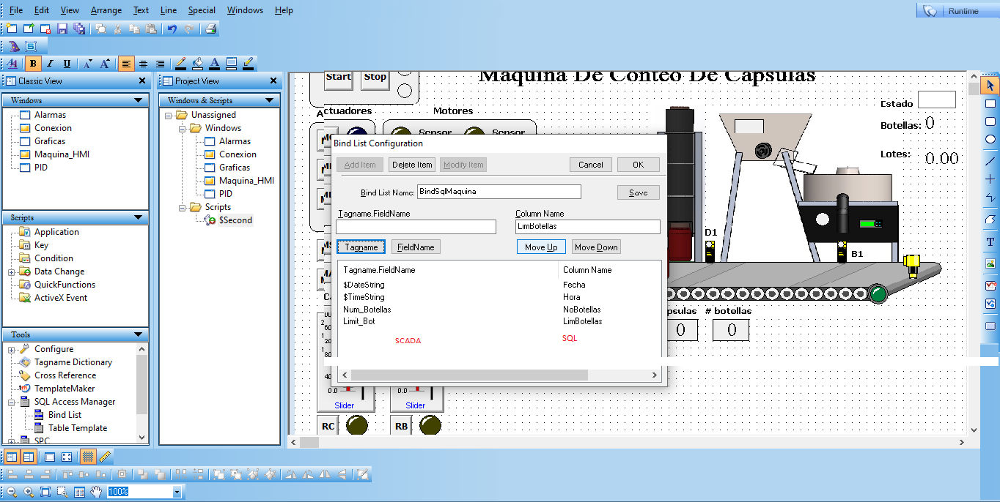 File Edit View Arrange Text Line Special Windows Help
Runtime
B I U A
Classic View
Windows
Alarmas
Conexion
Graficas
Maquina_HMI
PID
Scripts
Application
Key
Condition
Data Change
QuickFunctions
ActiveX Event
Tools
Configure
Tagname Dictionary
Cross Reference
TemplateMaker
SQL Access Manager
Bind List
Table Template
SPC
Project View
Windows & Scripts
Unassigned
Windows
Alarmas
Conexion
Graficas
Maquina_HMI
PID
Scripts
$Second
Start Stop
Maquina De Conteo De Capsulas
Actuadores Motores
Sensor Sensor
Estado
Botellas: 0
Lotes: 0.00
D1
B1
Bind List Configuration
Add Item Delete Item Modify Item Cancel OK
Bind List Name: BindSqlMaquina Save
Tagname.FieldName Column Name
LimBotellas
Tagname FieldName Move Up Move Down
Tagname.FieldName Column Name
$DateString Fecha
$TimeString Hora
Num_Botellas NoBotellas
Limit_Bot LimBotellas
SCADA SQL
psulas # botellas
0 0
0.0 0.0
Slider Slider
RC RB
100%